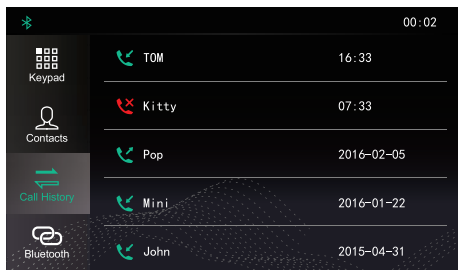 00:02
Keypad
TOM 16:33
Kitty 07:33
Contacts
Pop 2016-02-05
Call History
Mini 2016-01-22
Bluetooth
John 2015-04-31